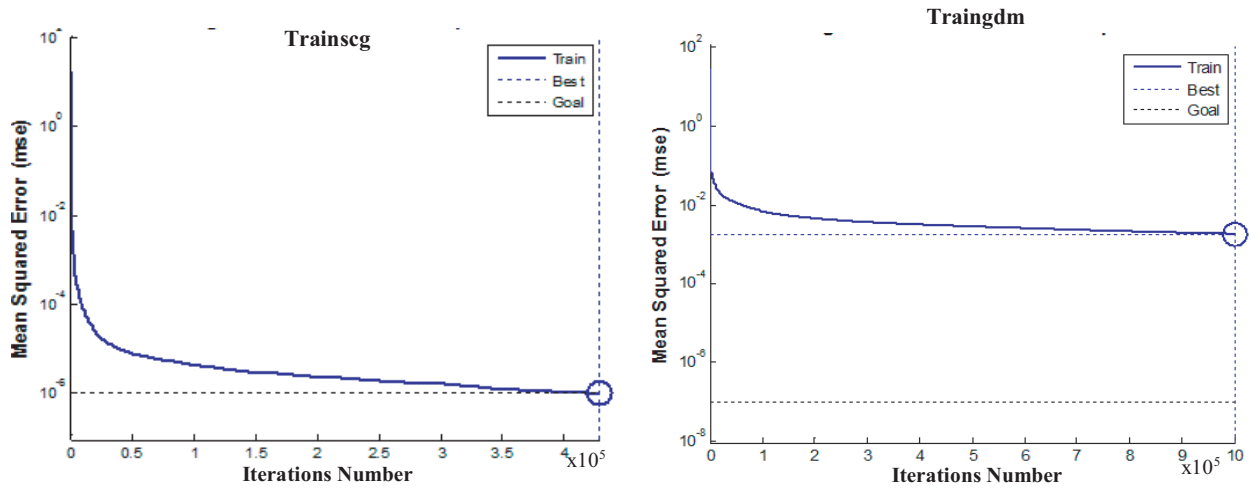 Trainscg
10^2
10^0
10^-2
10^-4
10^-6
Mean Squared Error (mse)
Train
Best
Goal
0 0.5 1 1.5 2 2.5 3 3.5 4
x10^5
Iterations Number
Traingdm
10^2
10^0
10^-2
10^-4
10^-6
10^-8
Mean Squared Error (mse)
Train
Best
Goal
0 1 2 3 4 5 6 7 8 9 10
x10^5
Iterations Number